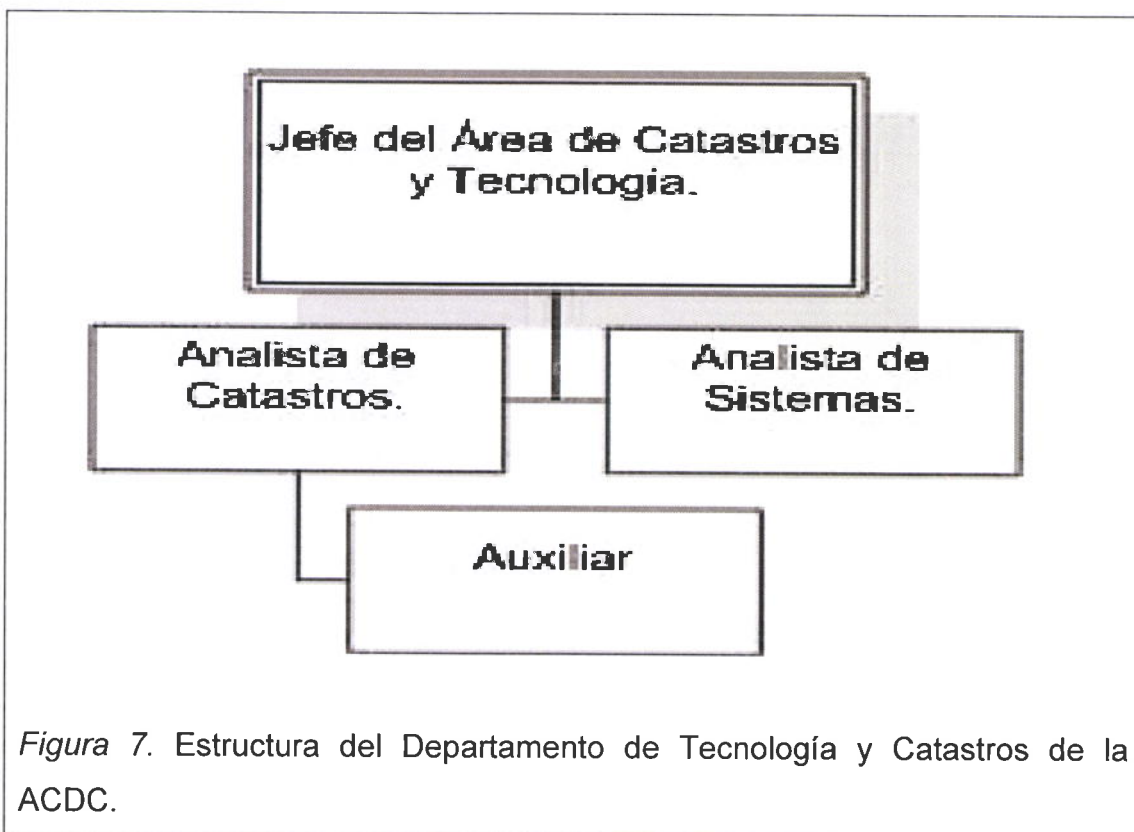 Jefe del Área de Catastros
y Tecnologia.
Analista de
Catastros.
Analista de
Sistemas.
Auxiliar
Figura 7. Estructura del Departamento de Tecnología y Catastros de la
ACDC.